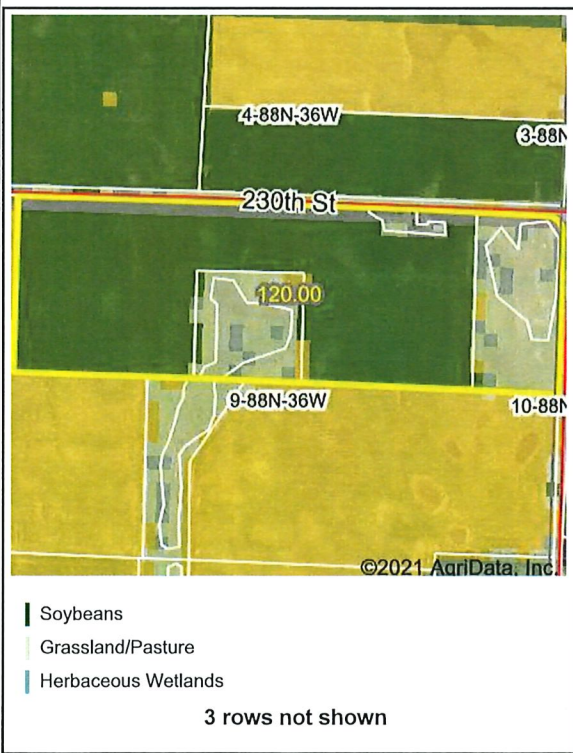 4-88N-36W
3-88N
230th St
120.00
9-88N-36W
10-88N
©2021 AgriData, Inc.
Soybeans
Grassland/Pasture
Herbaceous Wetlands
3 rows not shown